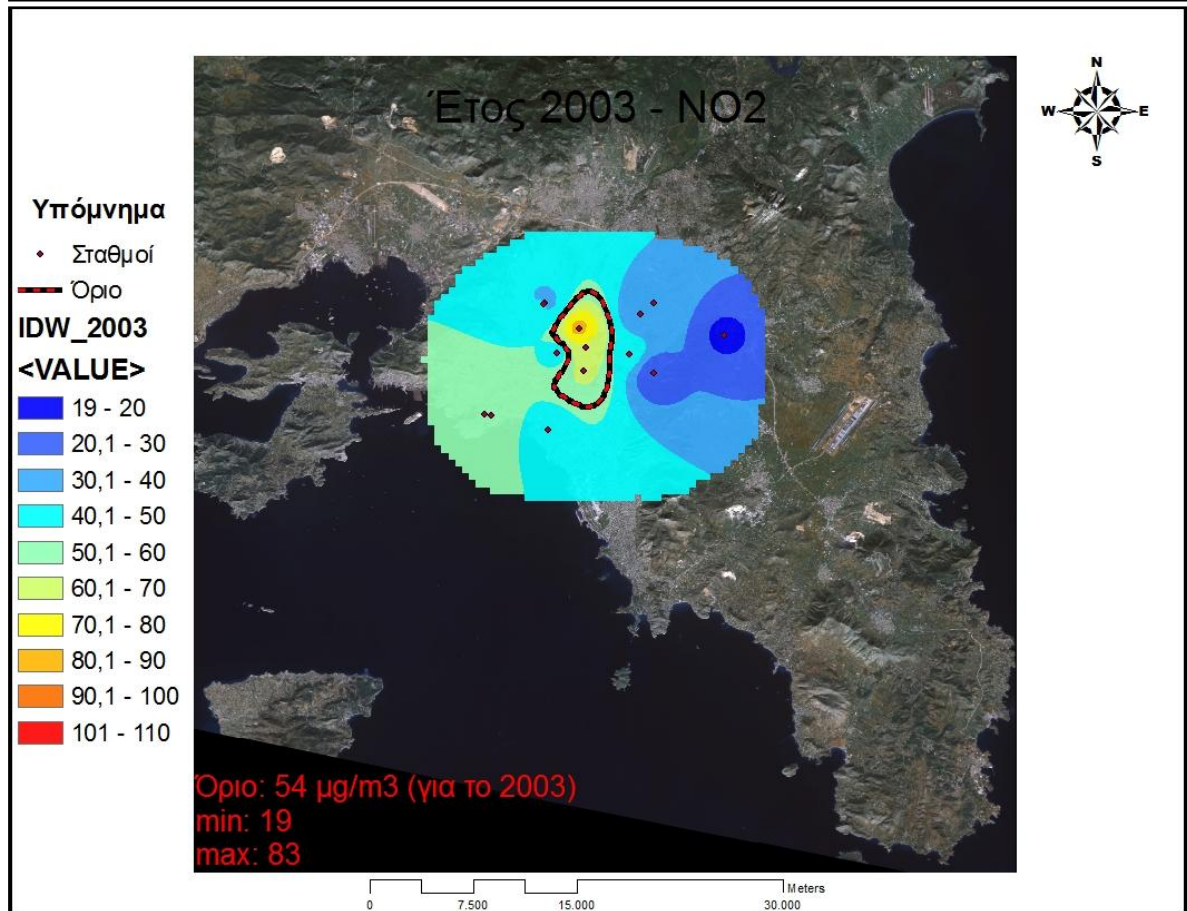 Έτος 2003 - NO2
N
W
E
S
Υπόμνημα
Σταθμοί
Όριο
IDW_2003
<VALUE>
19 - 20
20,1 - 30
30,1 - 40
40,1 - 50
50,1 - 60
60,1 - 70
70,1 - 80
80,1 - 90
90,1 - 100
101 - 110
Όριο: 54 μg/m3 (για το 2003)
min: 19
max: 83
Meters
0 7.500 15.000 30.000